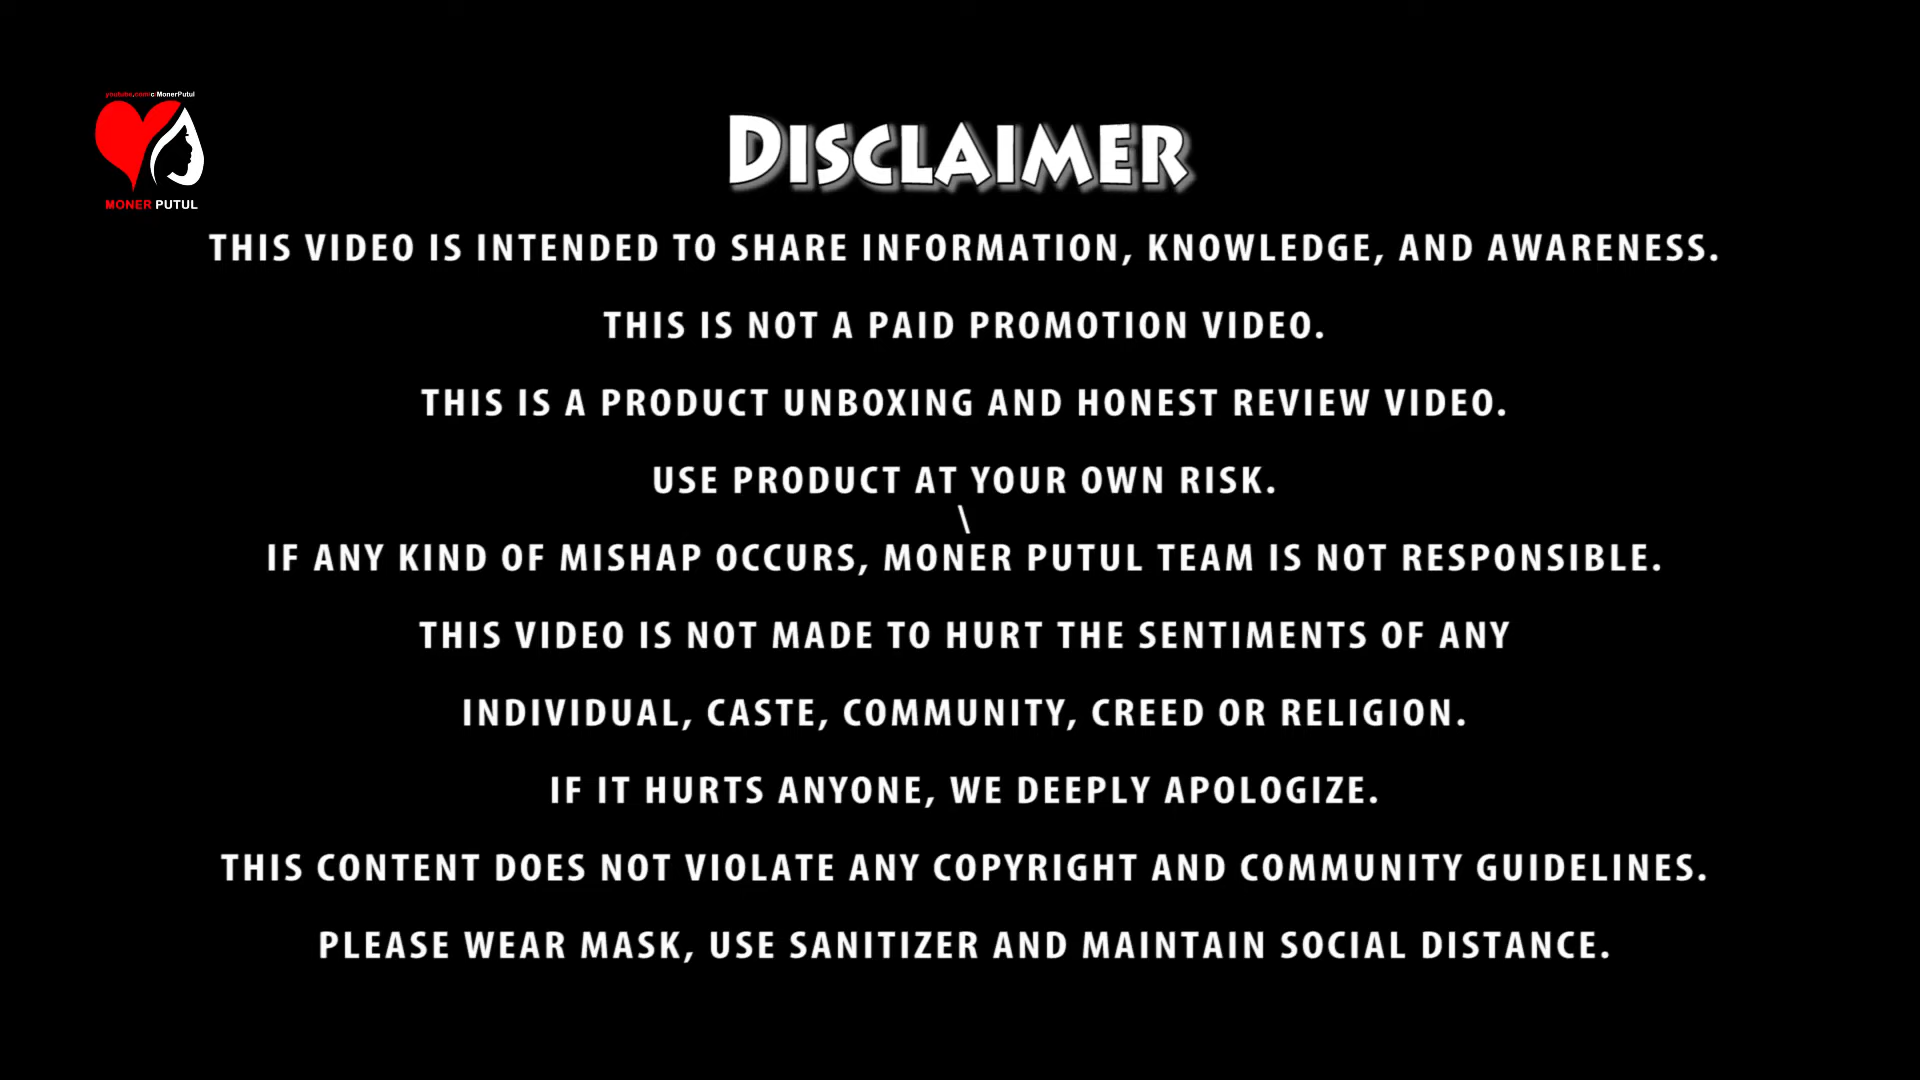 youtube.com/c/MonerPutul
MONER PUTUL
DISCLAIMER
THIS VIDEO IS INTENDED TO SHARE INFORMATION, KNOWLEDGE, AND AWARENESS.
THIS IS NOT A PAID PROMOTION VIDEO.
THIS IS A PRODUCT UNBOXING AND HONEST REVIEW VIDEO.
USE PRODUCT AT YOUR OWN RISK.
\
IF ANY KIND OF MISHAP OCCURS, MONER PUTUL TEAM IS NOT RESPONSIBLE.
THIS VIDEO IS NOT MADE TO HURT THE SENTIMENTS OF ANY
INDIVIDUAL, CASTE, COMMUNITY, CREED OR RELIGION.
IF IT HURTS ANYONE, WE DEEPLY APOLOGIZE.
THIS CONTENT DOES NOT VIOLATE ANY COPYRIGHT AND COMMUNITY GUIDELINES.
PLEASE WEAR MASK, USE SANITIZER AND MAINTAIN SOCIAL DISTANCE.